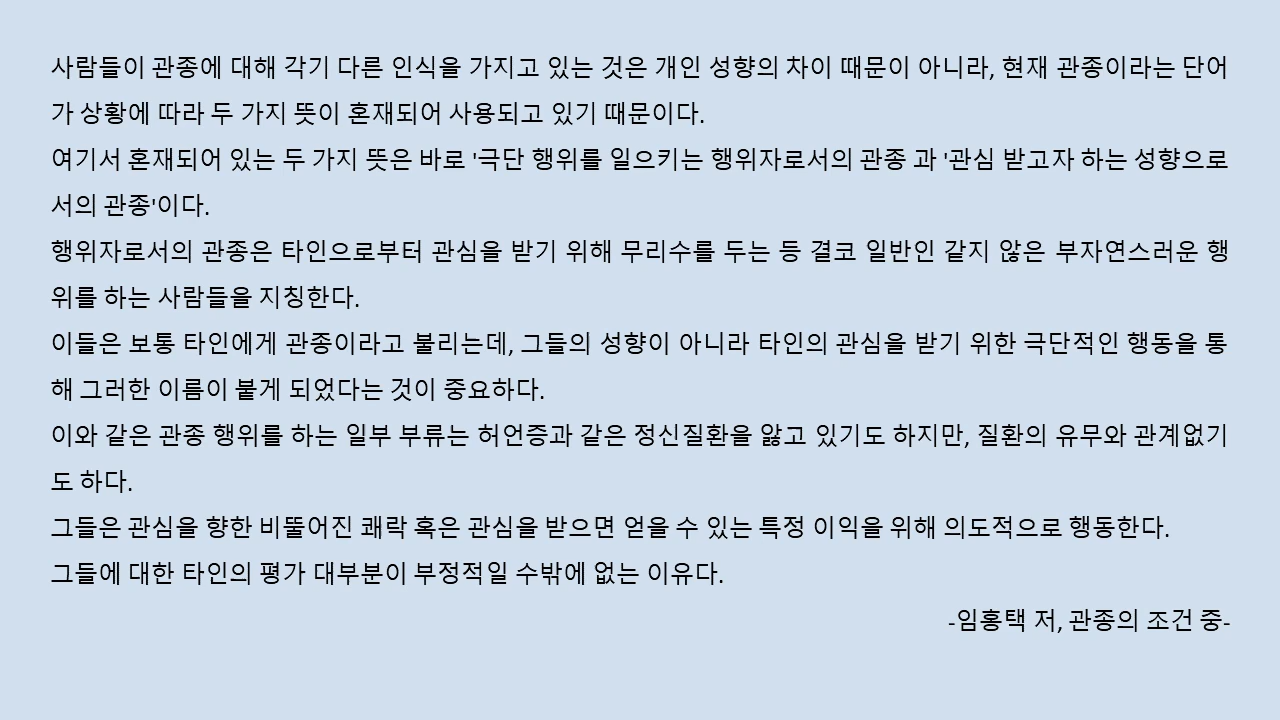 사람들이 관종에 대해 각기 다른 인식을 가지고 있는 것은 개인 성향의 차이 때문이 아니라, 현재 관종이라는 단어
가 상황에 따라 두 가지 뜻이 혼재되어 사용되고 있기 때문이다.
여기서 혼재되어 있는 두 가지 뜻은 바로 '극단 행위를 일으키는 행위자로서의 관종 과 '관심 받고자 하는 성향으로
서의 관종'이다.
행위자로서의 관종은 타인으로부터 관심을 받기 위해 무리수를 두는 등 결코 일반인 같지 않은 부자연스러운 행
위를 하는 사람들을 지칭한다.
이들은 보통 타인에게 관종이라고 불리는데, 그들의 성향이 아니라 타인의 관심을 받기 위한 극단적인 행동을 통
해 그러한 이름이 붙게 되었다는 것이 중요하다.
이와 같은 관종 행위를 하는 일부 부류는 허언증과 같은 정신질환을 앓고 있기도 하지만, 질환의 유무와 관계없기
도 하다.
그들은 관심을 향한 비뚤어진 쾌락 혹은 관심을 받으면 얻을 수 있는 특정 이익을 위해 의도적으로 행동한다.
그들에 대한 타인의 평가 대부분이 부정적일 수밖에 없는 이유다.
-임홍택 저, 관종의 조건 중-